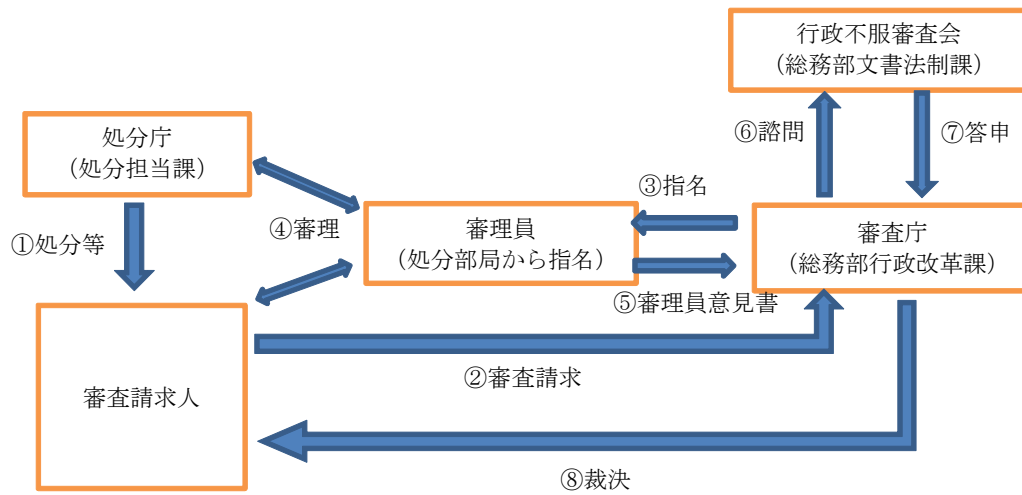 行政不服審査会
（総務部文書法制課）
処分庁
（処分担当課）
⑥諮問
⑦答申
③指名
①処分等
④審理
審理員
（処分部局から指名）
審査庁
（総務部行政改革課）
⑤審理員意見書
②審査請求
審査請求人
⑧裁決